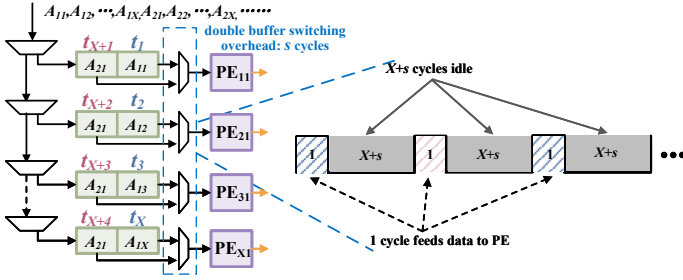 A11,A12, ···,A1X,A21,A22, ···,A2X,······
double buffer switching
overhead: s cycles
tX+1 t1
A21 A11
PE11
tX+2 t2
A21 A12
PE21
tX+3 t3
A21 A13
PE31
tX+4 tX
A21 A1X
PEX1
X+s cycles idle
1 X+s 1 X+s 1 X+s •••
1 cycle feeds data to PE